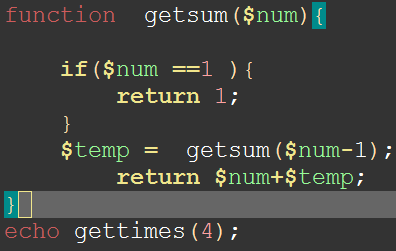 function  getsum($num){
if($num ==1 ){
return 1;
}
$temp =  getsum($num-1);
return $num+$temp;
}
echo gettimes(4);